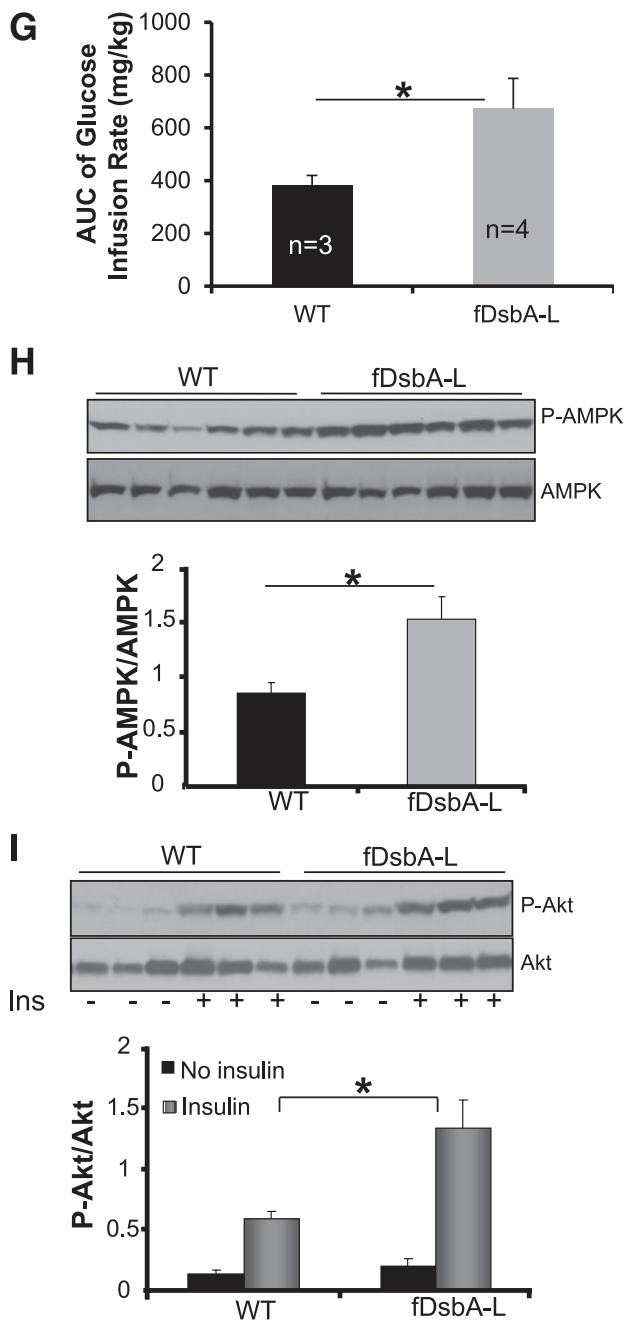 G
AUC of Glucose
Infusion Rate (mg/kg)
1000
800
600
400
200
0
*
n=3
n=4
WT
fDsbA-L
H
WT
fDsbA-L
P-AMPK
AMPK
P-AMPK/AMPK
2
1.5
1
0.5
0
*
WT
fDsbA-L
I
WT
fDsbA-L
P-Akt
Akt
Ins - - - + + + - - - + + +
P-Akt/Akt
2
1.5
1
0.5
0
No insulin
Insulin
*
WT
fDsbA-L